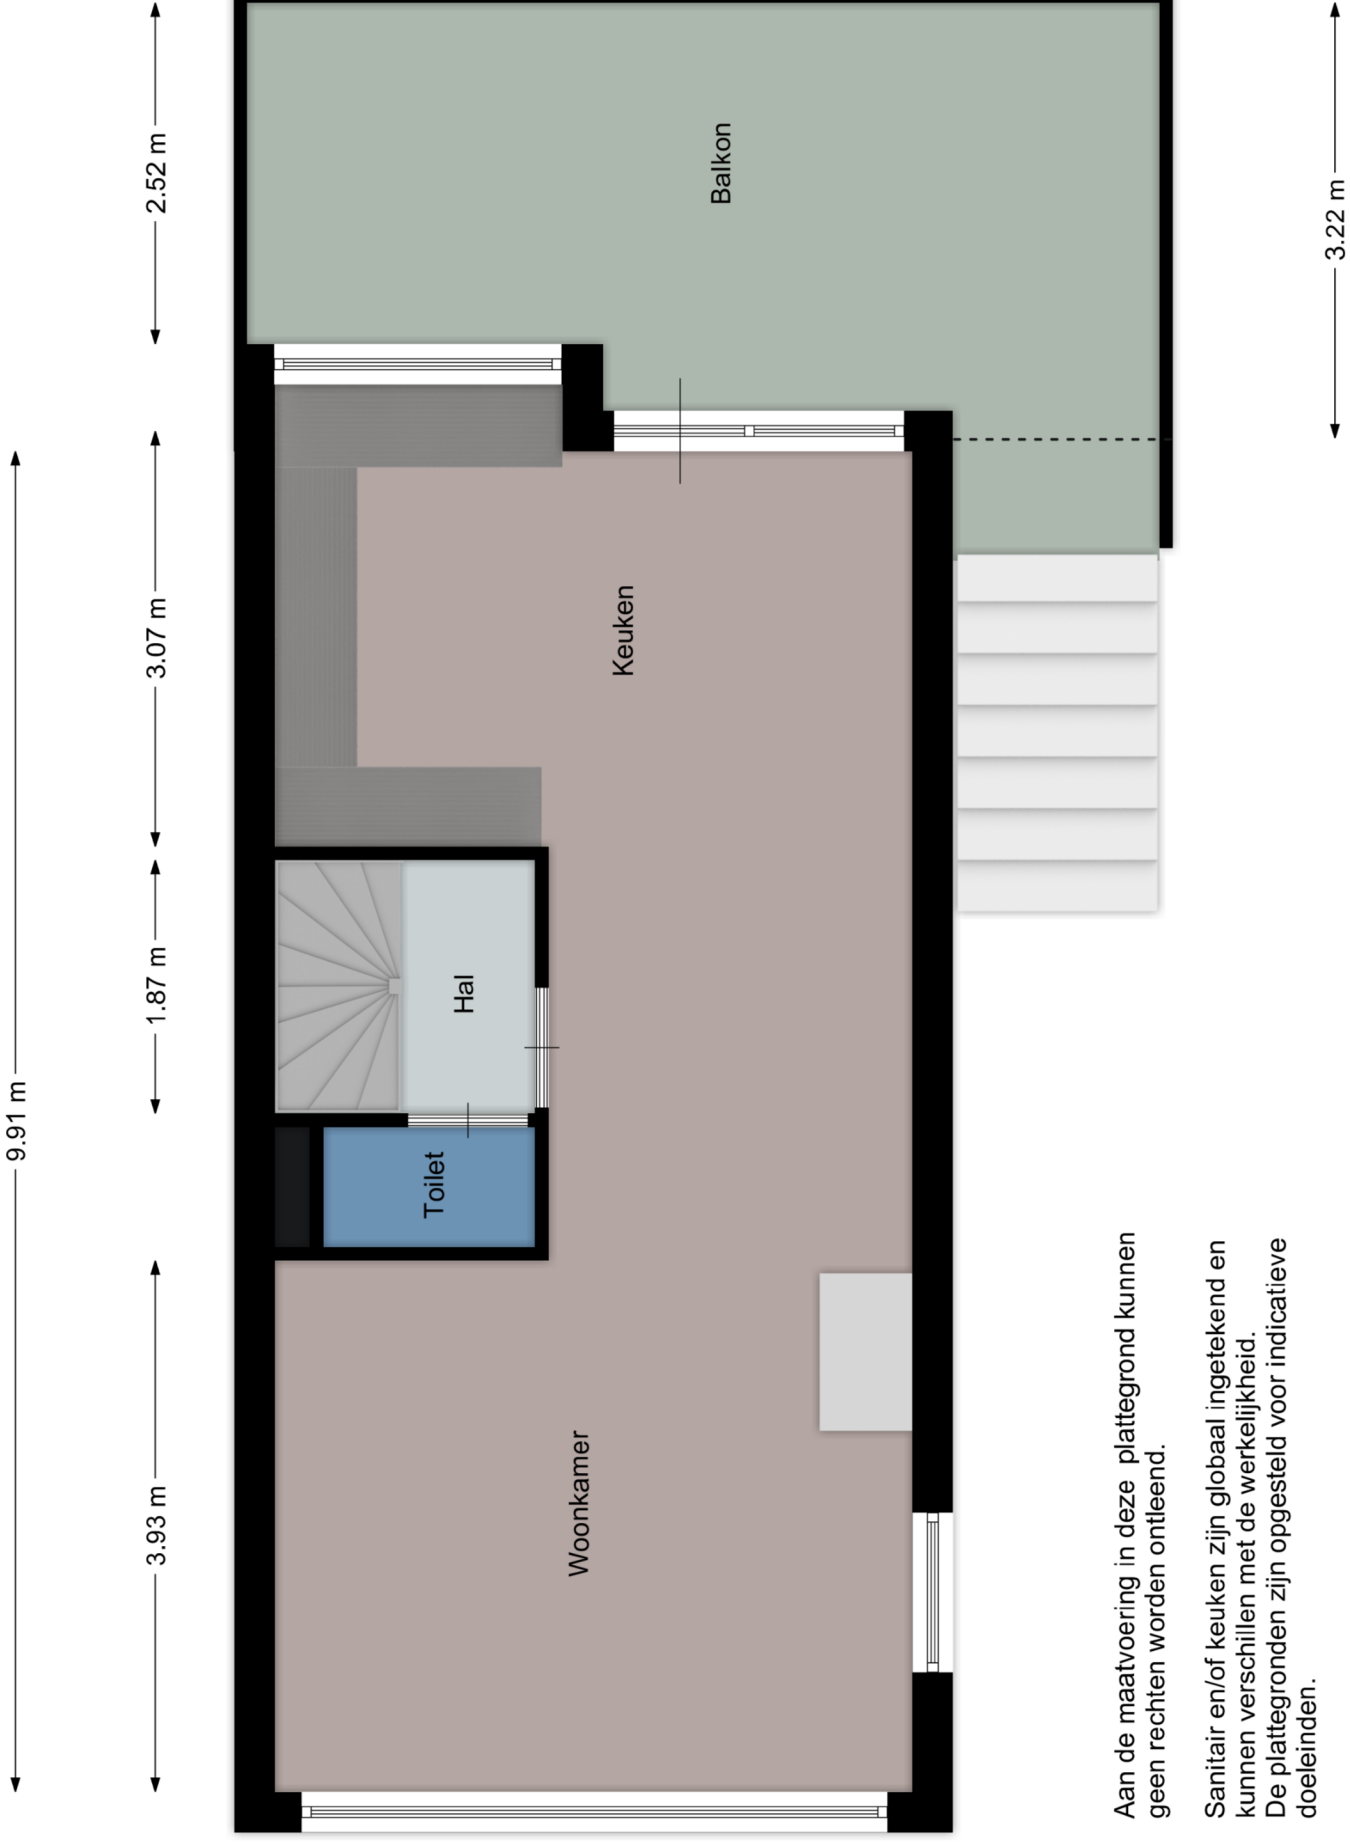 2.52 m
3.22 m
Balkon
3.07 m
Keuken
9.91 m
1.87 m
Hal
Toilet
3.93 m
Woonkamer
Aan de maatvoering in deze  plattegrond kunnen
geen rechten worden ontleend.
Sanitair en/of keuken zijn globaal ingetekend en
kunnen verschillen met de werkelijkheid.
De plattegronden zijn opgesteld voor indicatieve
doeleinden.